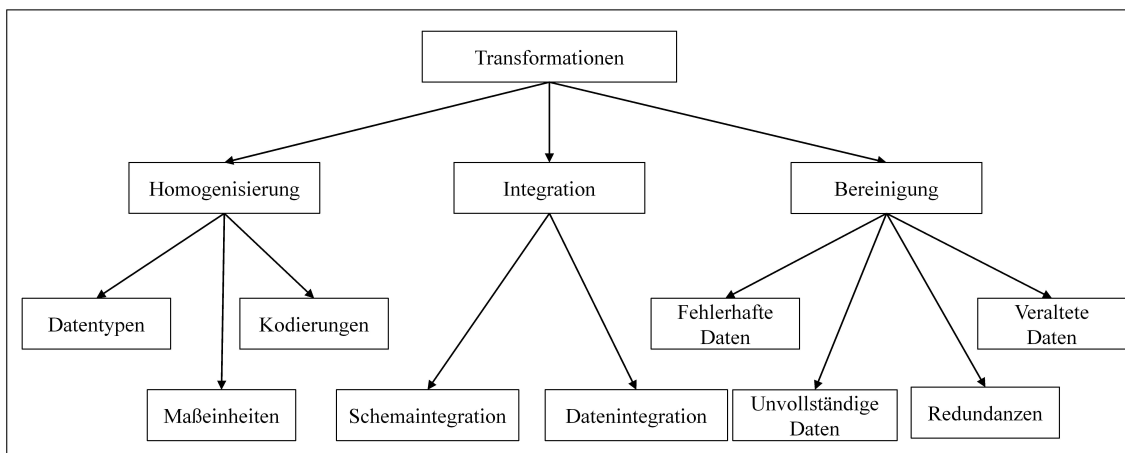 Transformationen
Homogenisierung
Integration
Bereinigung
Datentypen
Kodierungen
Fehlerhafte
Daten
Veraltete
Daten
Maßeinheiten
Schemaintegration
Datenintegration
Unvollständige
Daten
Redundanzen